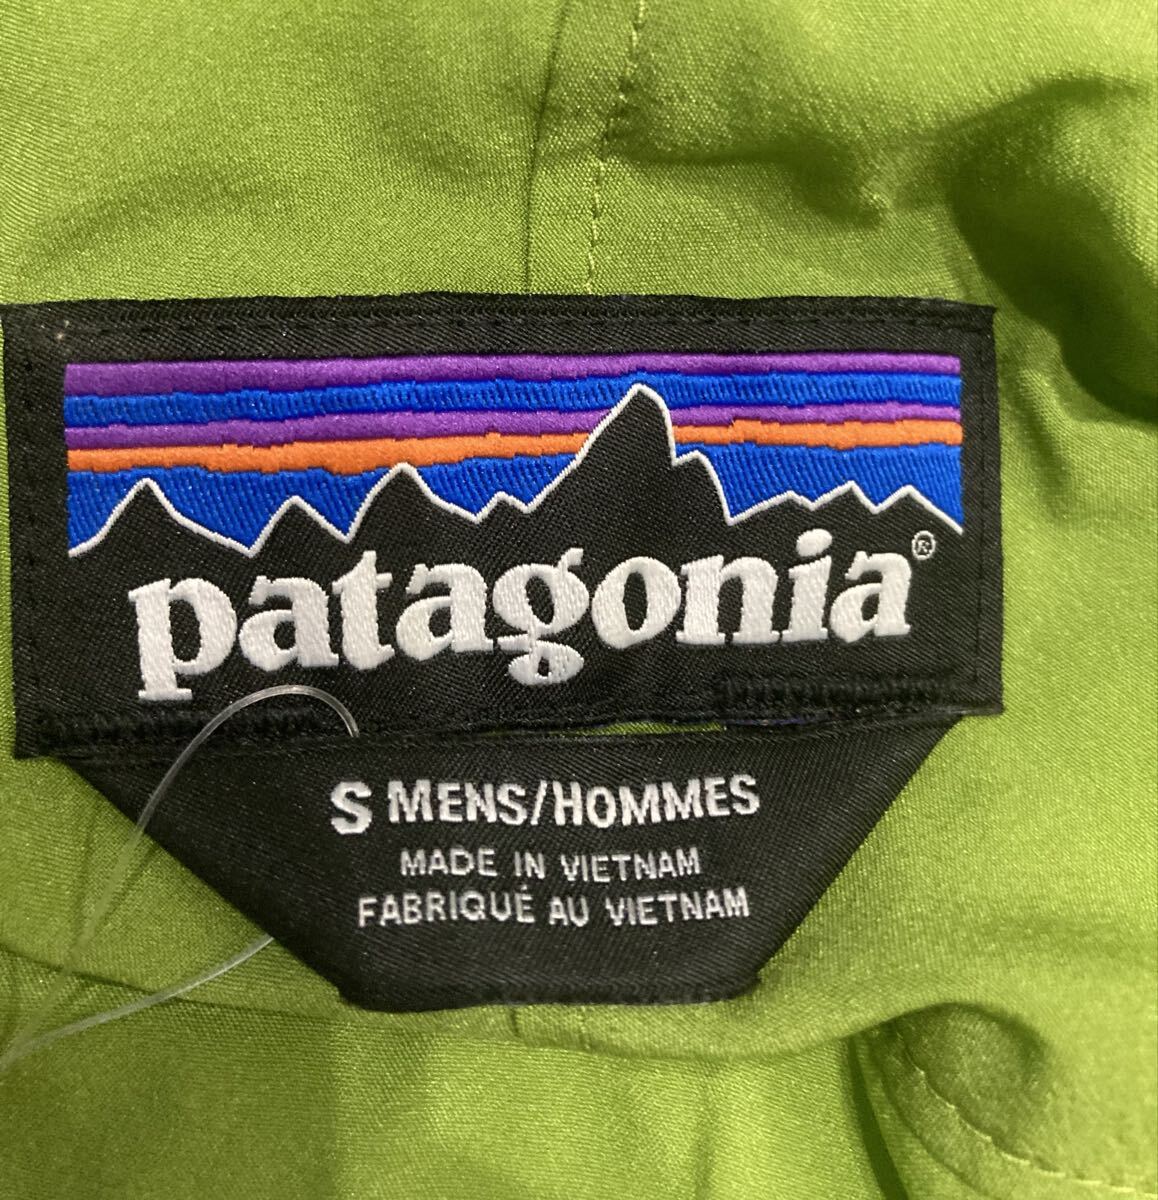 patagonia®
S MENS/HOMMES
MADE IN VIETNAM
FABRIQUÉ AU VIETNAM